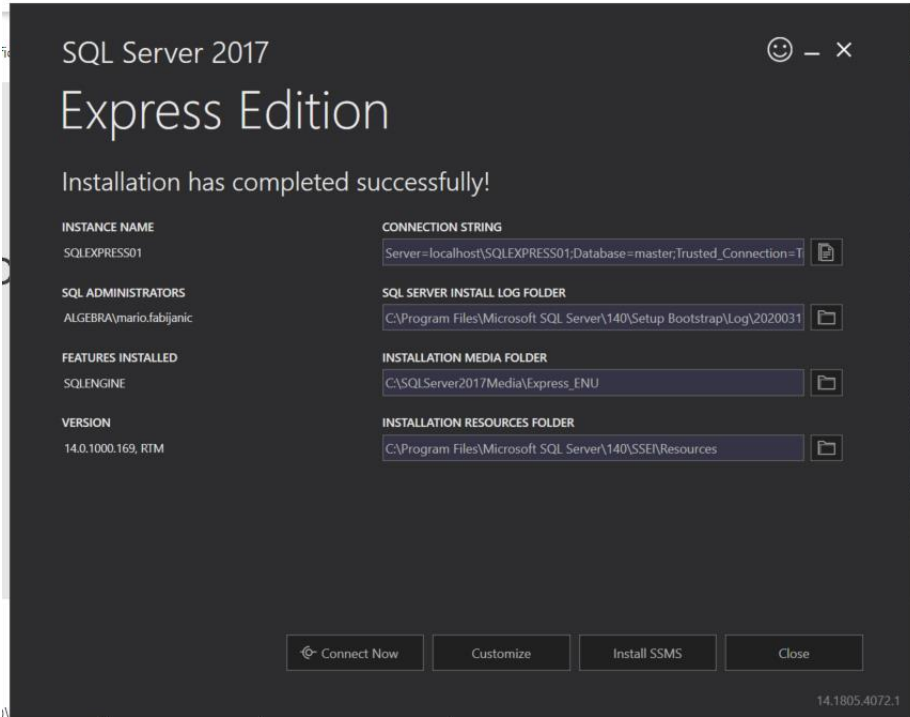 SQL Server 2017
Express Edition
Installation has completed successfully!
INSTANCE NAME
SQLEXPRESS01
CONNECTION STRING
Server=localhost\SQLEXPRESS01;Database=master;Trusted_Connection=T
SQL ADMINISTRATORS
ALGEBRA\mario.fabijanic
SQL SERVER INSTALL LOG FOLDER
C:\Program Files\Microsoft SQL Server\140\Setup Bootstrap\Log\2020031
FEATURES INSTALLED
SQLENGINE
INSTALLATION MEDIA FOLDER
C:\SQLServer2017Media\Express_ENU
VERSION
14.0.1000.169, RTM
INSTALLATION RESOURCES FOLDER
C:\Program Files\Microsoft SQL Server\140\SSEI\Resources
Connect Now Customize Install SSMS Close
14.1805.4072.1